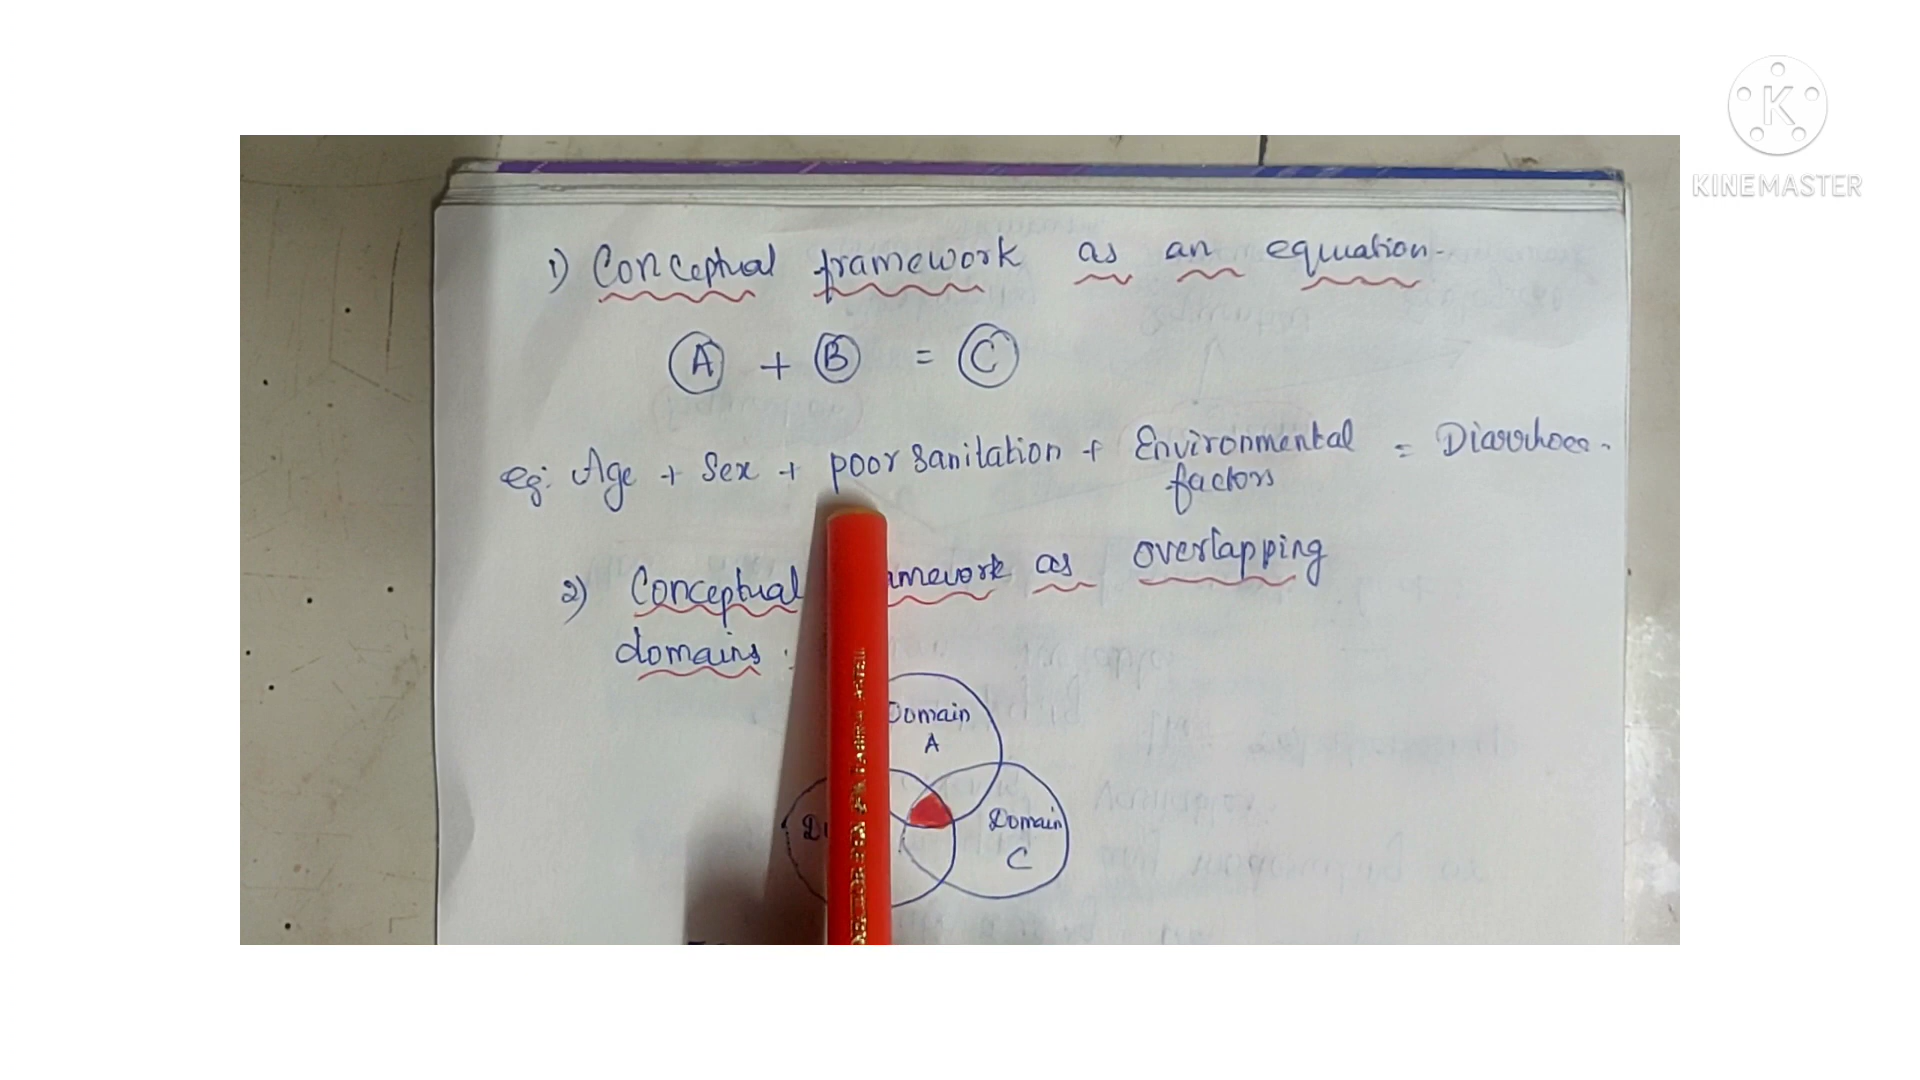 K
KINEMASTER
1) Conceptual framework as an equation.
A + B = C
eg: Age + Sex + poor sanitation + Environmental factors = Diarrhoea.
2) Conceptual as overlapping
domains:
Domain
A
Domain
C